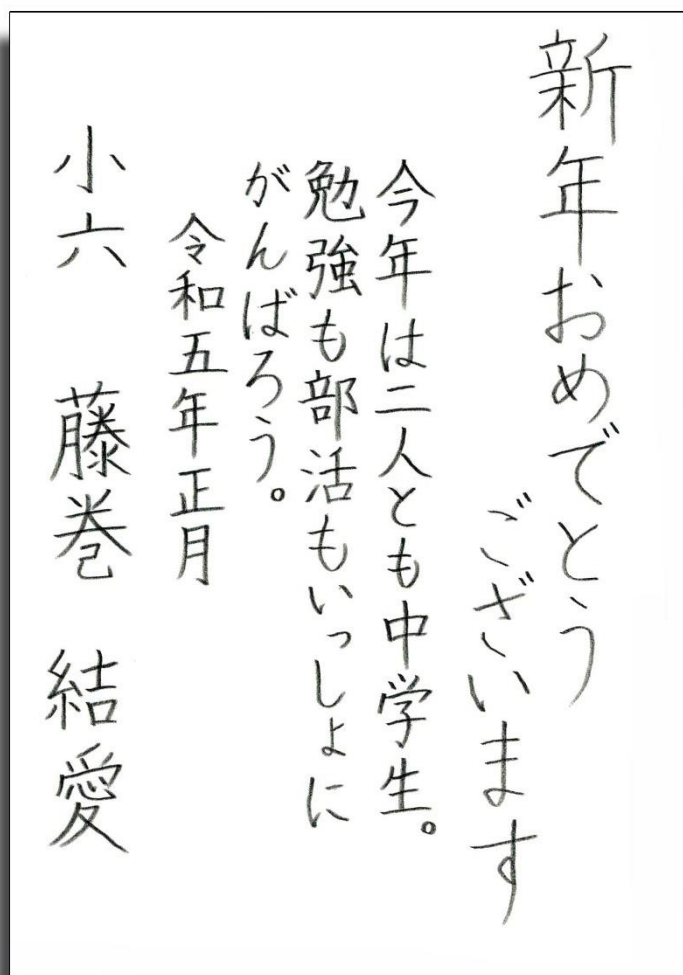 新年おめでとう
ございます
今年は二人とも中学生。
勉強も部活もいっしょに
がんばろう。
令和五年正月
小六 藤巻 結愛